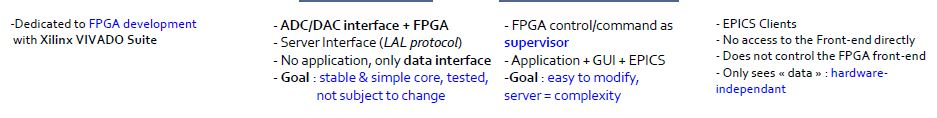 -Dedicated to FPGA development
with Xilinx VIVADO Suite
- ADC/DAC interface + FPGA
- Server Interface (LAL protocol)
- No application, only data interface
- Goal : stable & simple core, tested,
not subject to change
- FPGA control/command as
supervisor
- Application + GUI + EPICS
-Goal : easy to modify,
server = complexity
- EPICS Clients
- No access to the Front-end directly
- Does not control the FPGA front-end
- Only sees « data » : hardware-
independant